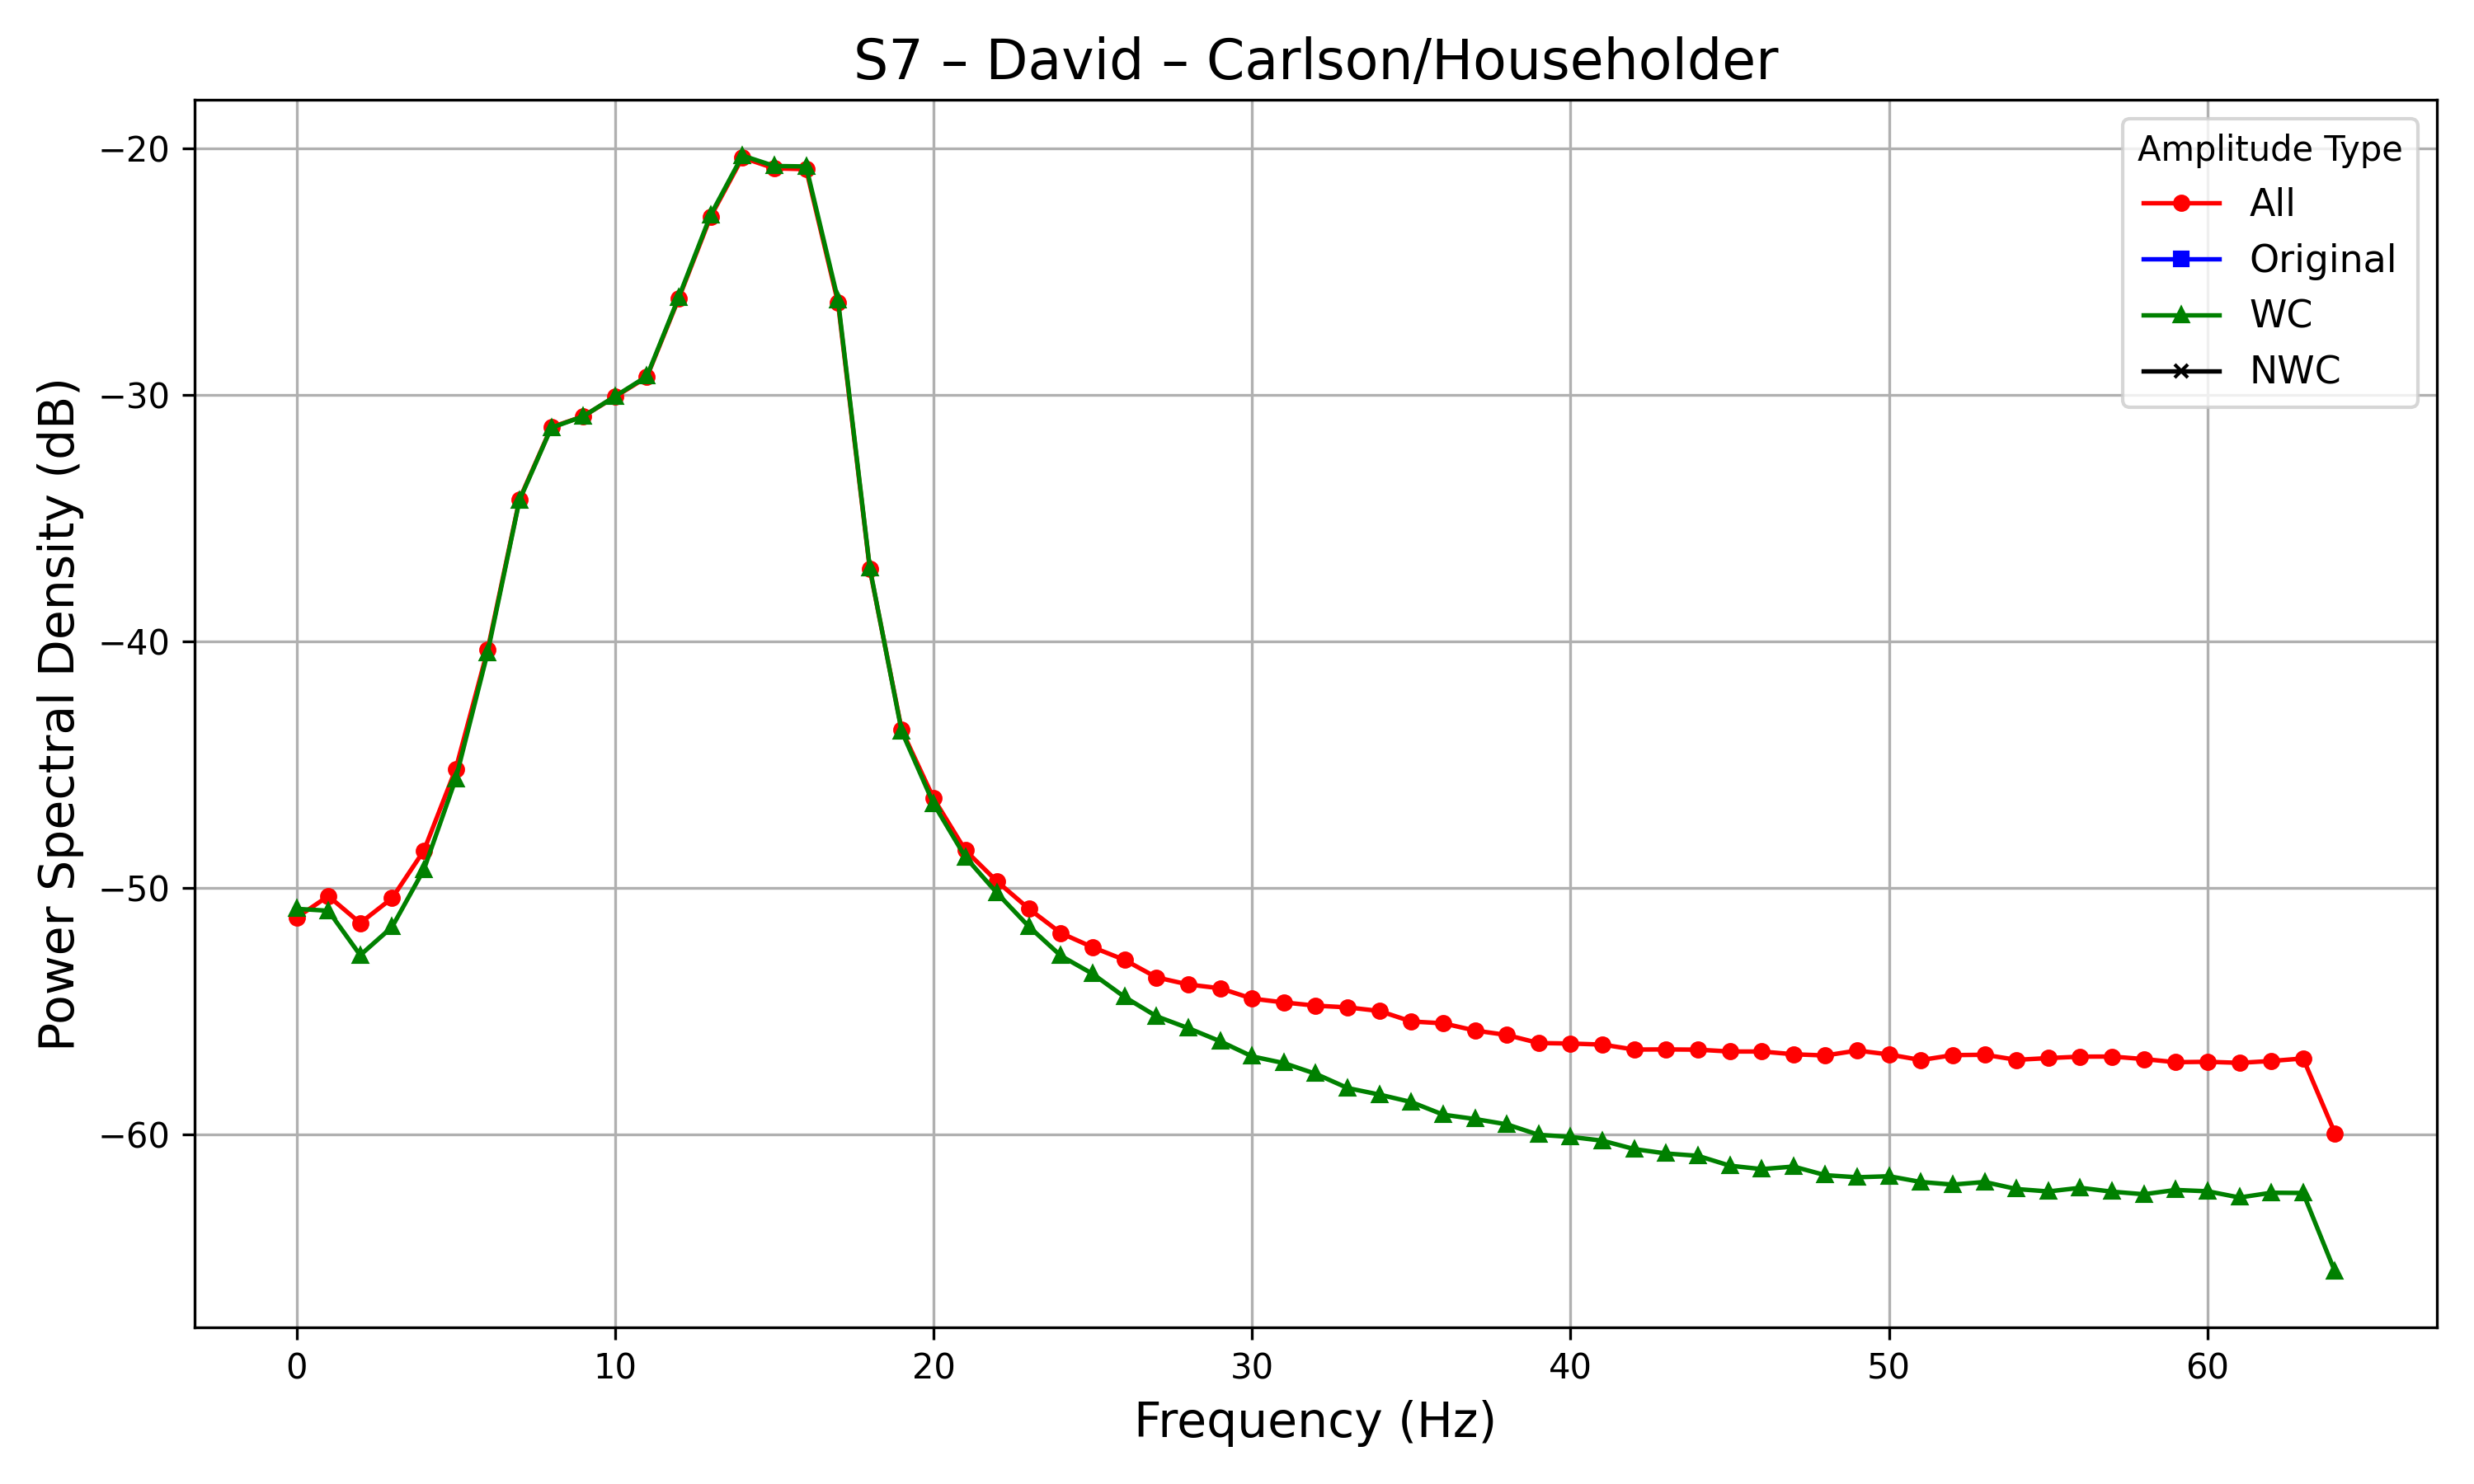 S7 – David – Carlson/Householder
Amplitude Type
All
Original
WC
NWC
Power Spectral Density (dB)
−20
−30
−40
−50
−60
0 10 20 30 40 50 60
Frequency (Hz)